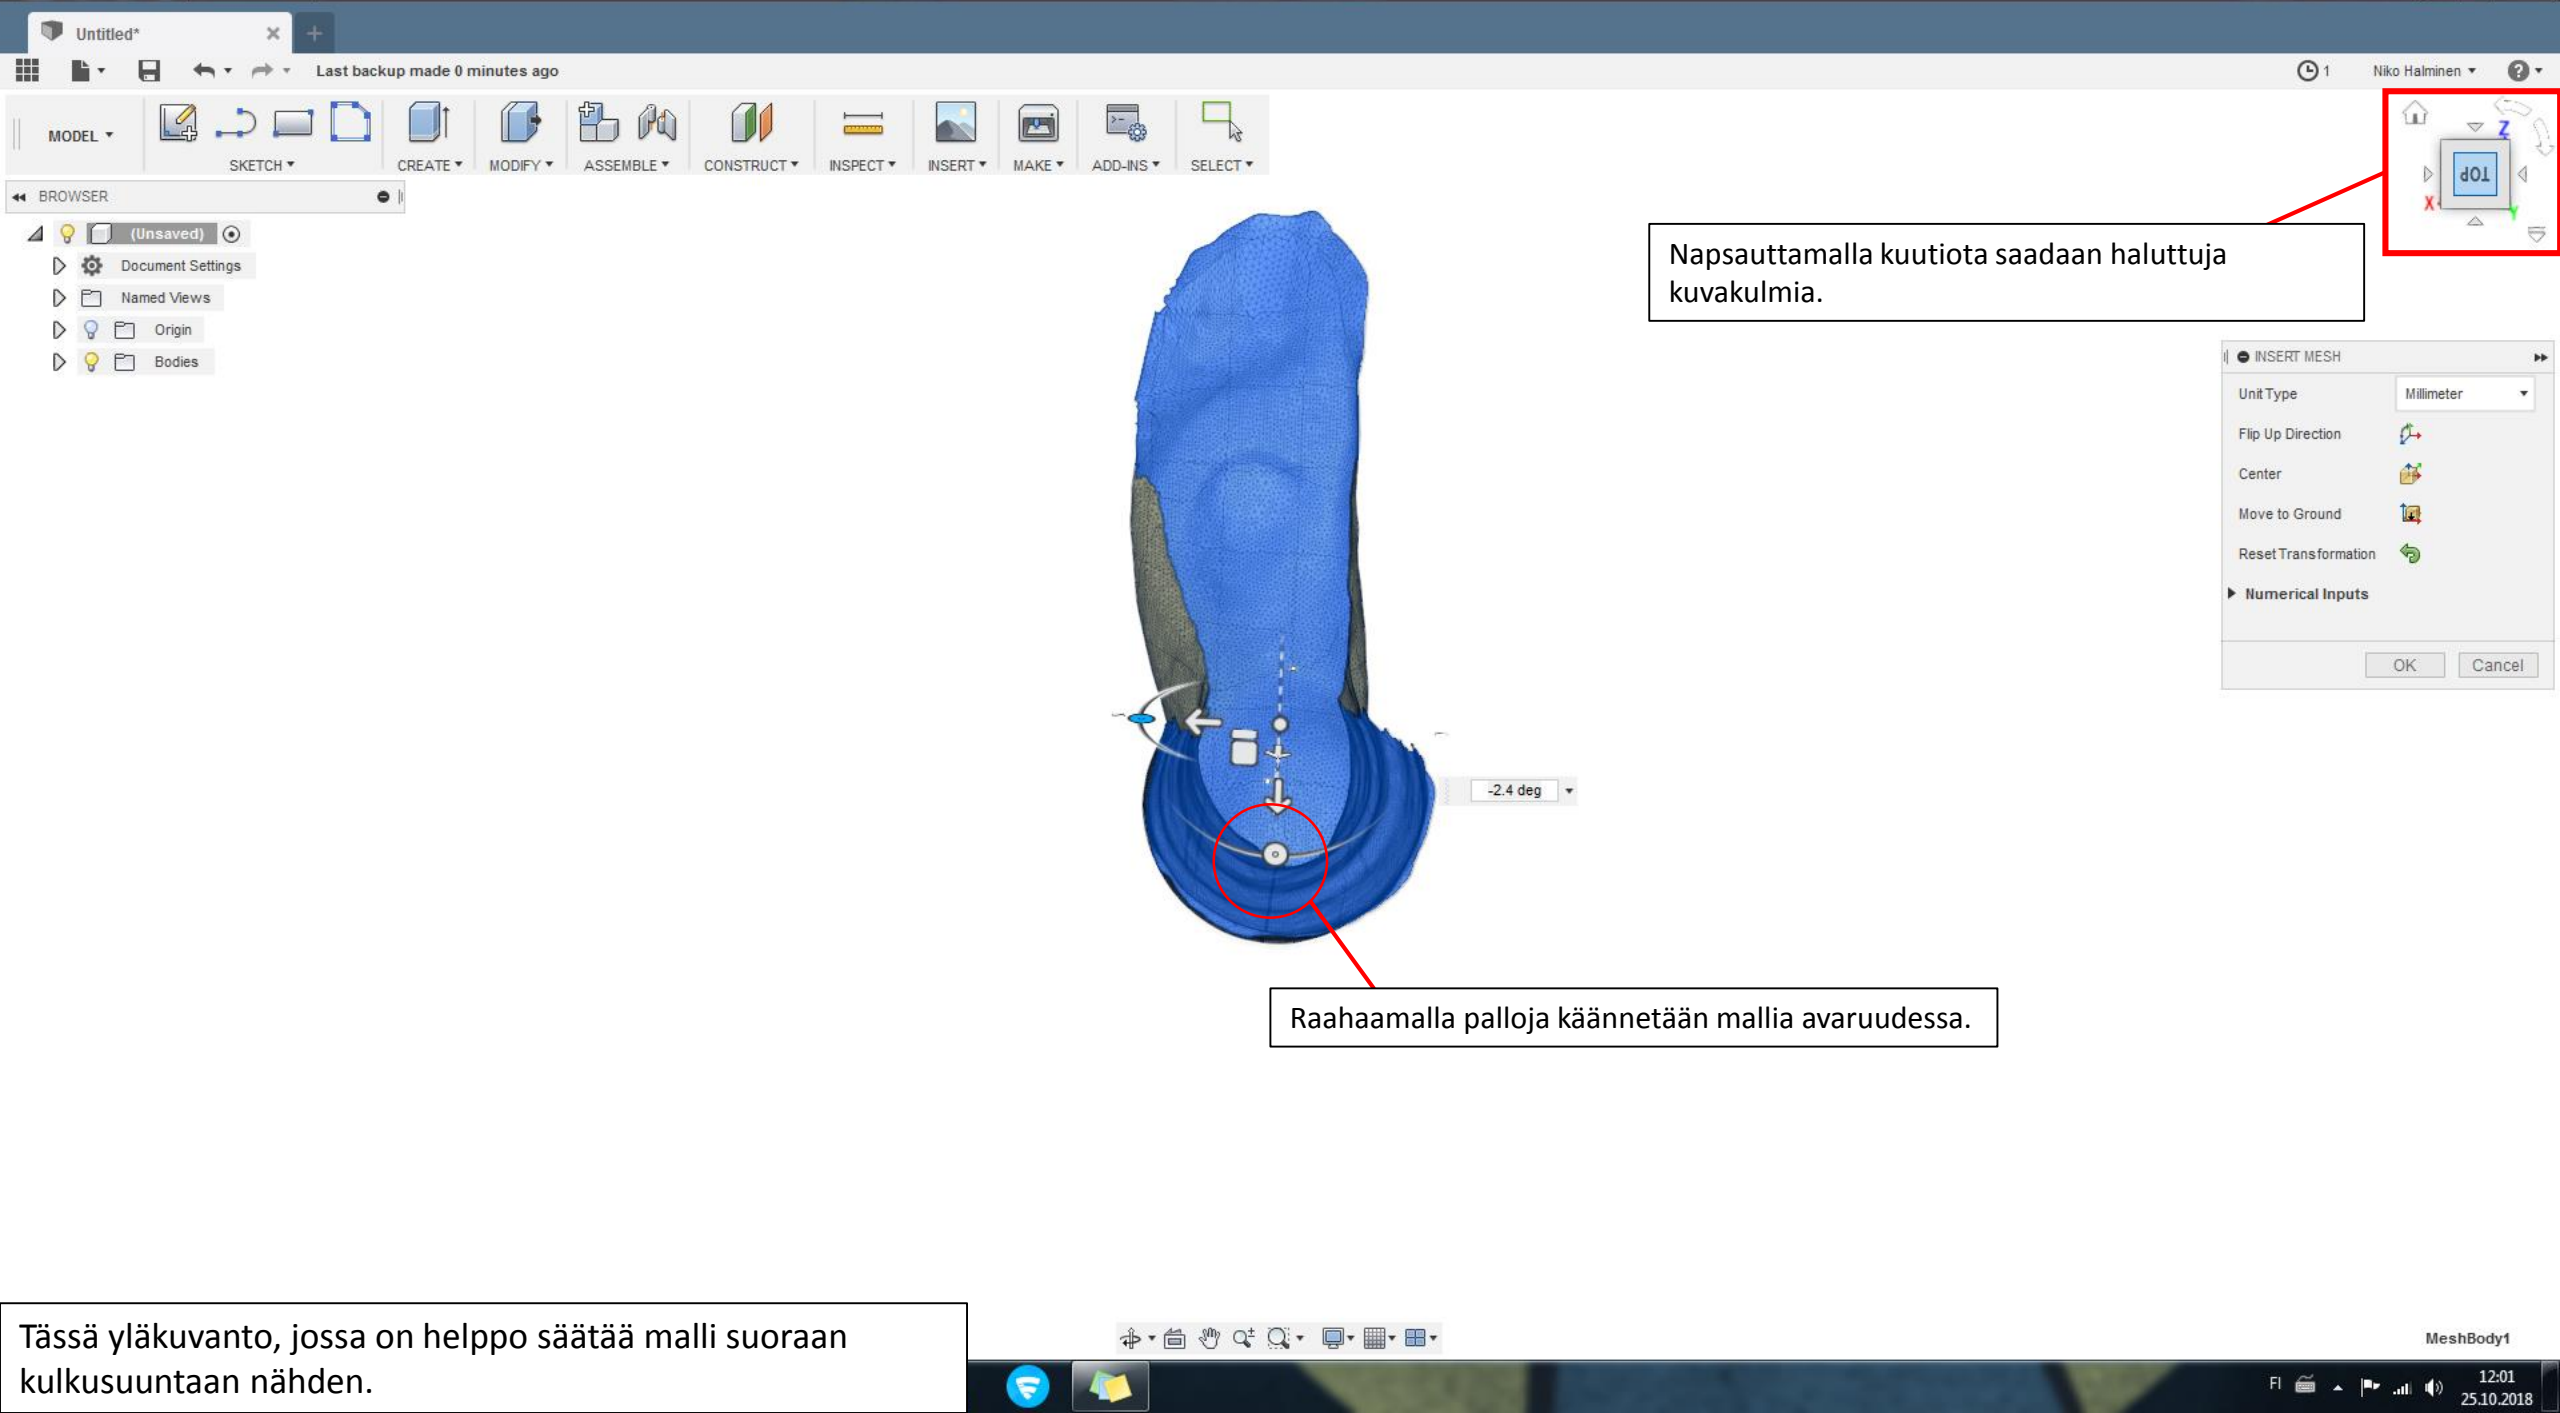 Untitled*
Last backup made 0 minutes ago
1
Niko Halminen
MODEL
SKETCH
CREATE
MODIFY
ASSEMBLE
CONSTRUCT
INSPECT
INSERT
MAKE
ADD-INS
SELECT
Z
TOP
X
Y
BROWSER
(Unsaved)
Document Settings
Named Views
Origin
Bodies
Napsauttamalla kuutiota saadaan haluttuja
kuvakulmia.
INSERT MESH
Unit Type
Millimeter
Flip Up Direction
Center
Move to Ground
Reset Transformation
Numerical Inputs
OK
Cancel
-2.4 deg
Raahaamalla palloja käännetään mallia avaruudessa.
Tässä yläkuvanto, jossa on helppo säätää malli suoraan
kulkusuuntaan nähden.
MeshBody1
FI
12:01
25.10.2018